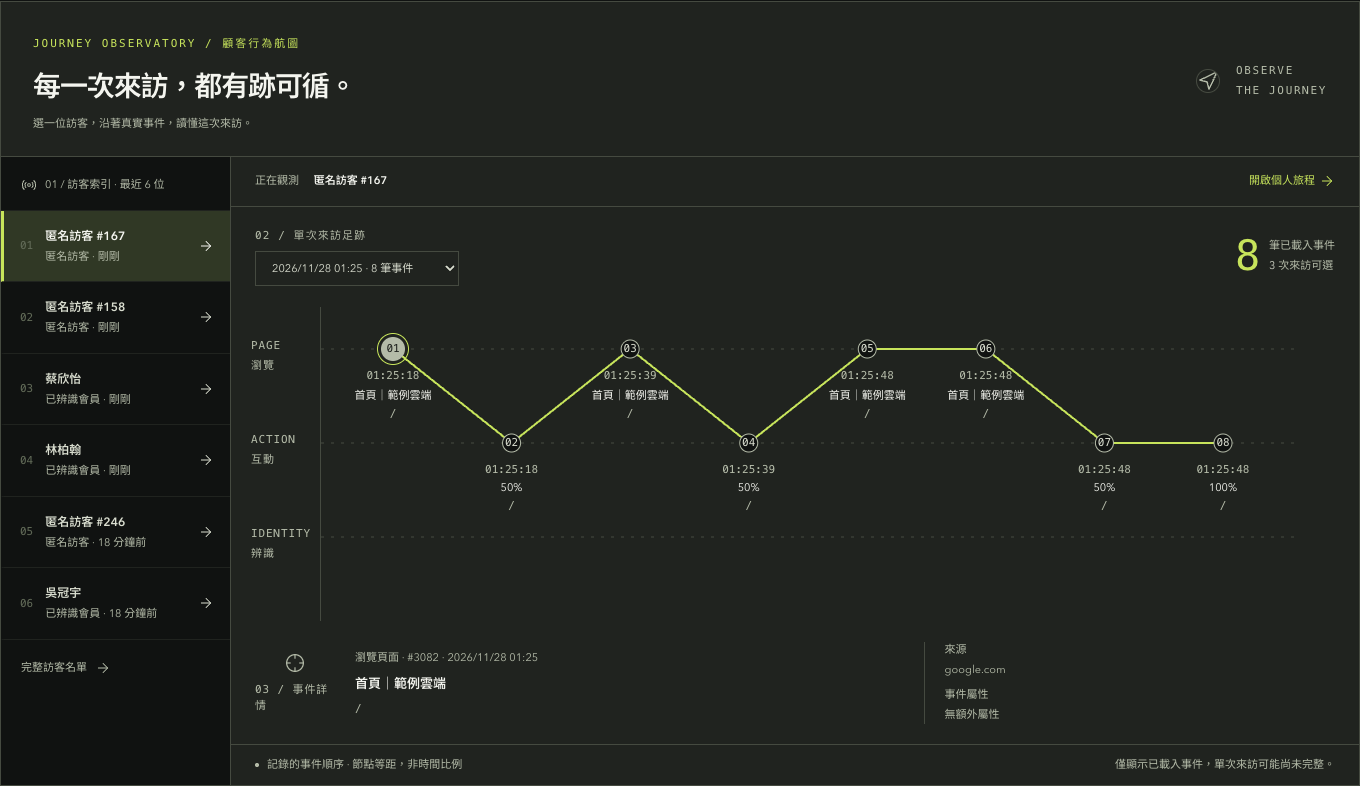 JOURNEY OBSERVATORY / 顧客行為航圖
每一次來訪，都有跡可循。
選一位訪客，沿著真實事件，讀懂這次來訪。
OBSERVE
THE JOURNEY
01 / 訪客索引 · 最近 6 位
01
匿名訪客 #167
匿名訪客 · 剛剛
02
匿名訪客 #158
匿名訪客 · 剛剛
03
蔡欣怡
已辨識會員 · 剛剛
04
林柏翰
已辨識會員 · 剛剛
05
匿名訪客 #246
匿名訪客 · 18 分鐘前
06
吳冠宇
已辨識會員 · 18 分鐘前
完整訪客名單
正在觀測 匿名訪客 #167
開啟個人旅程
02 / 單次來訪足跡
2026/11/28 01:25 · 8 筆事件
8
筆已載入事件
3 次來訪可選
PAGE
瀏覽
01
01:25:18
首頁｜範例雲端
/
03
01:25:39
首頁｜範例雲端
/
05
01:25:48
首頁｜範例雲端
/
06
01:25:48
首頁｜範例雲端
/
ACTION
互動
02
01:25:18
50%
/
04
01:25:39
50%
/
07
01:25:48
50%
/
08
01:25:48
100%
/
IDENTITY
辨識
03 / 事件詳
情
瀏覽頁面 · #3082 · 2026/11/28 01:25
首頁｜範例雲端
/
來源
google.com
事件屬性
無額外屬性
記錄的事件順序 · 節點等距，非時間比例
僅顯示已載入事件，單次來訪可能尚未完整。